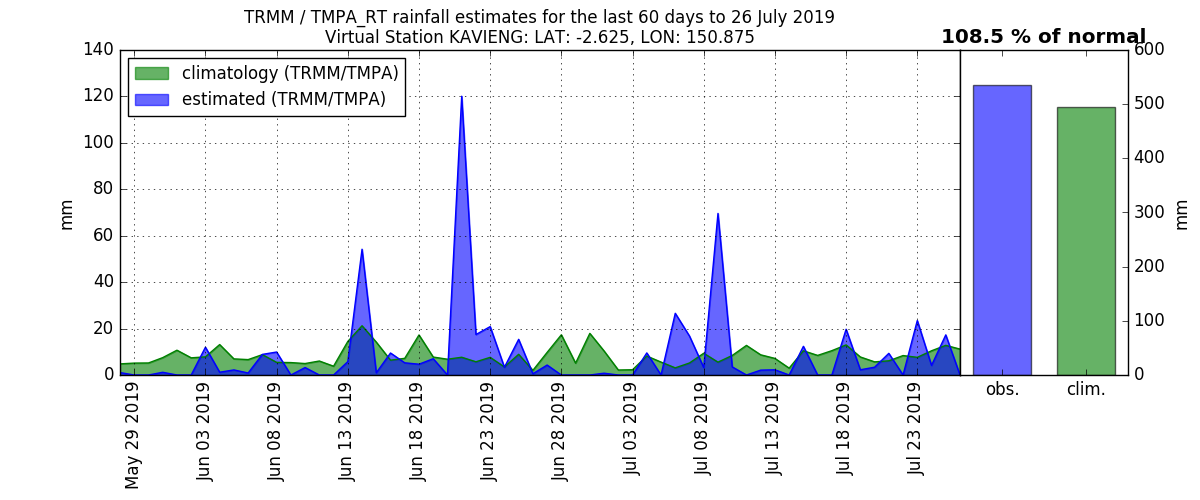 TRMM / TMPA_RT rainfall estimates for the last 60 days to 26 July 2019
Virtual Station KAVIENG: LAT: -2.625, LON: 150.875
108.5 % of normal
climatology (TRMM/TMPA)
estimated (TRMM/TMPA)
140
120
100
80
60
40
20
0
mm
May 29 2019
Jun 03 2019
Jun 08 2019
Jun 13 2019
Jun 18 2019
Jun 23 2019
Jun 28 2019
Jul 03 2019
Jul 08 2019
Jul 13 2019
Jul 18 2019
Jul 23 2019
obs.
clim.
600
500
400
300
200
100
0
mm